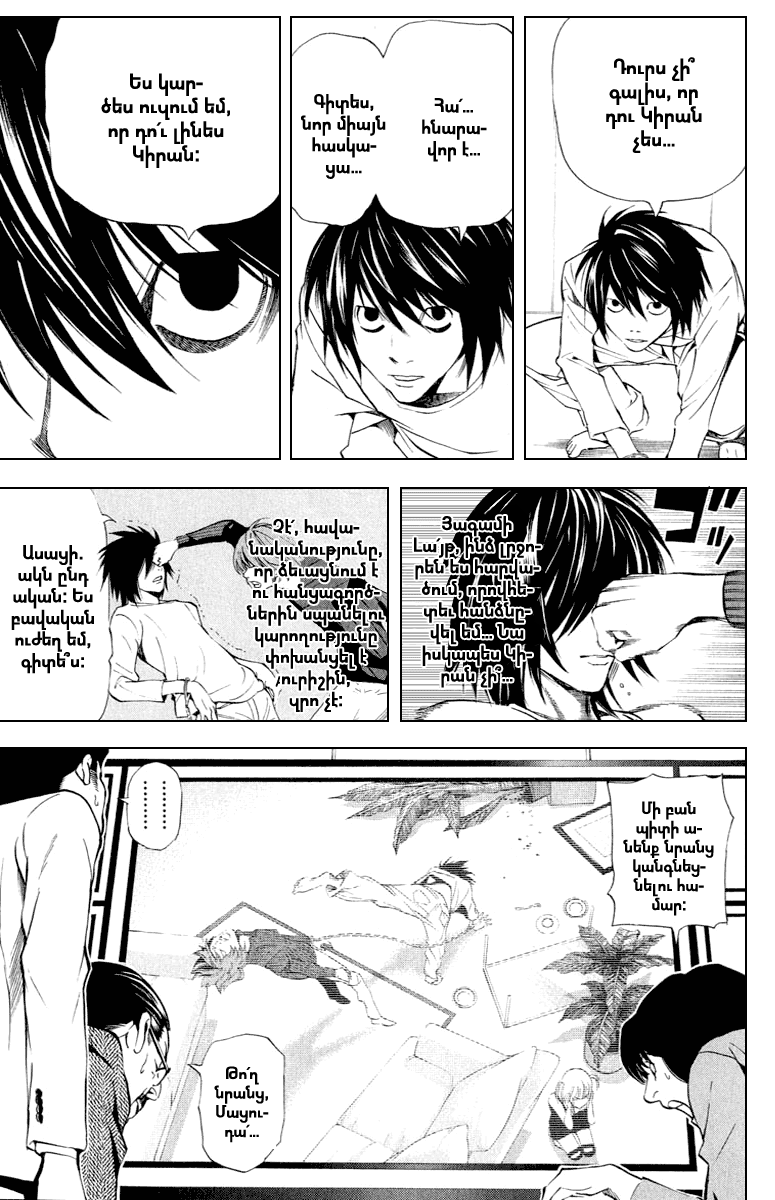 Դուրս չի՞
գալիս, որ
դու Կիրան
չես...
Հա՛...
հնարա-
վոր է...
Գիտես,
նոր միայն
հասկա-
ցա...
Ես կար-
ծես ուզում եմ,
որ դո՛ւ լինես
Կիրան:
Յագամի
Լա՛յթ, ինձ լրջո-
րեն ես հարվա-
ծում, որովհե-
տեւ հանձնը-
վել եմ... Նա
իսկապես Կի-
րան չի՞...
Չէ՛, հավա-
նականությունը,
որ ձեւացնում է
ու հանցագործ-
ներին սպանելու
կարողությունը
փոխանցել է
ուրիշին,
զրո չէ:
Ասացի.
ակն ընդ
ական: Ես
բավական
ուժեղ եմ,
գիտե՞ս:
ゴッ
Մի բան
պիտի ա-
նենք նրանց
կանգնեց-
նելու հա-
մար:
Թո՛ղ
նրանց,
Մացու-
դա՛...